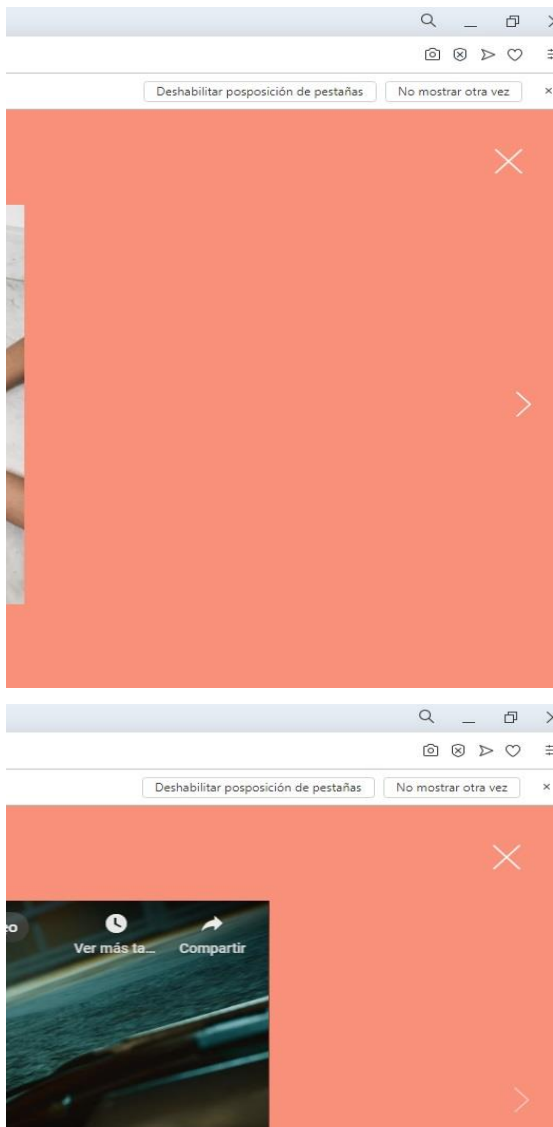 Deshabilitar posposición de pestañas No mostrar otra vez
Deshabilitar posposición de pestañas No mostrar otra vez
eo
Ver más ta... Compartir